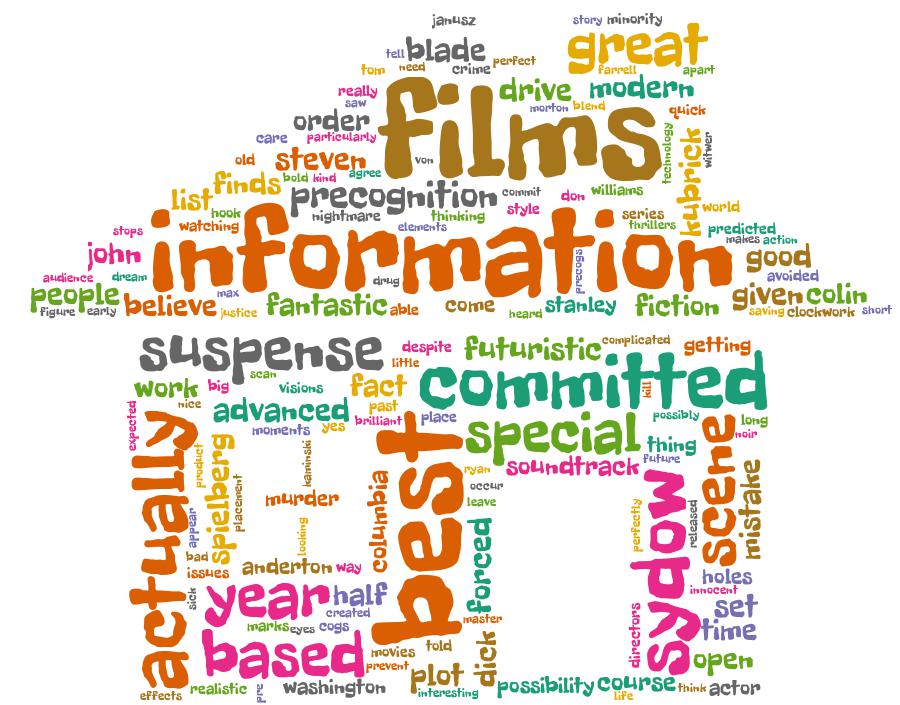 janusz
story minority
tell blade great
tom need crime perfect farrell apart
really films drive modern
saw morton blend quick
order
care particularly technology kubrick witwer
old steven von
finds bold kind agree
list precognition commit don williams
hook nightmare thinking style series world
watching elements thrillers predicted
stops information makes action
john good
audience dream drug precogs avoided
people believe max fantastic able come stanley fiction given colin
figure early justice heard saving clockwork short
suspense despite futuristic complicated getting
little
scan committed
work big visions fact kill
nice advanced past
expected moments yes brilliant place special possibly long
actually thing noir
product spielberg kaminski best soundtrack future scene
ryan
placement murder columbia occur mistake
leave
appear looking forced perfectly sydow released
bad
issues anderton way holes
sick year half innocent
created set
marks eyes cogs master directors time
based movies told
prevent plot dick open
effects realistic pre washington interesting possibility course think actor
life